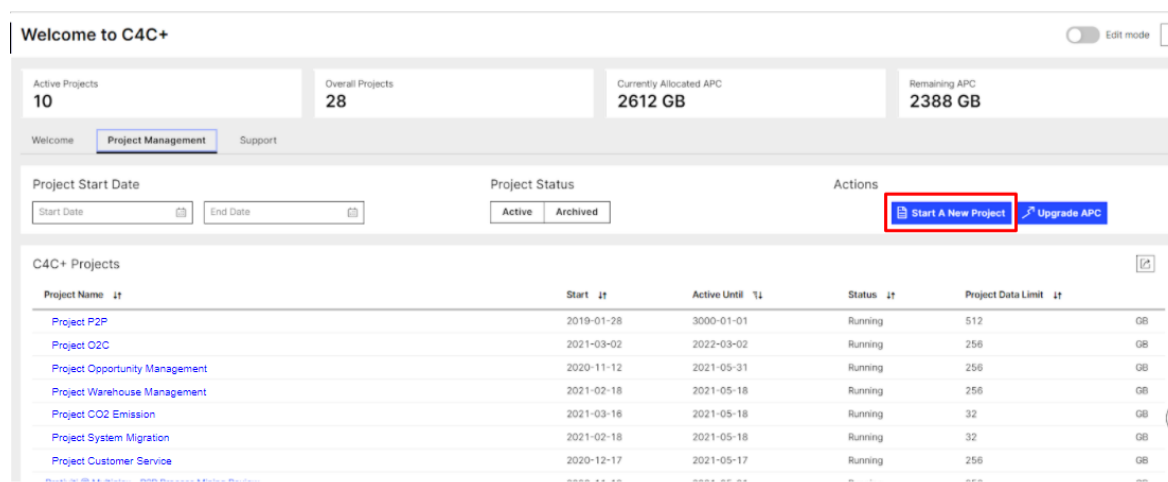 Welcome to C4C+
Edit mode
Active Projects
Overall Projects
Currently Allocated APC
Remaining APC
10
28
2612 GB
2388 GB
Welcome
Project Management
Support
Project Start Date
Project Status
Actions
Start Date
End Date
Active
Archived
Start A New Project
Upgrade APC
C4C+ Projects
Project Name Start Active Until Status Project Data Limit
Project P2P 2019-01-28 3000-01-01 Running 512 GB
Project O2C 2021-03-02 2022-03-02 Running 256 GB
Project Opportunity Management 2020-11-12 2021-05-31 Running 256 GB
Project Warehouse Management 2021-02-18 2021-05-18 Running 256 GB
Project CO2 Emission 2021-03-16 2021-05-18 Running 32 GB
Project System Migration 2021-02-18 2021-05-18 Running 32 GB
Project Customer Service 2020-12-17 2021-05-17 Running 256 GB